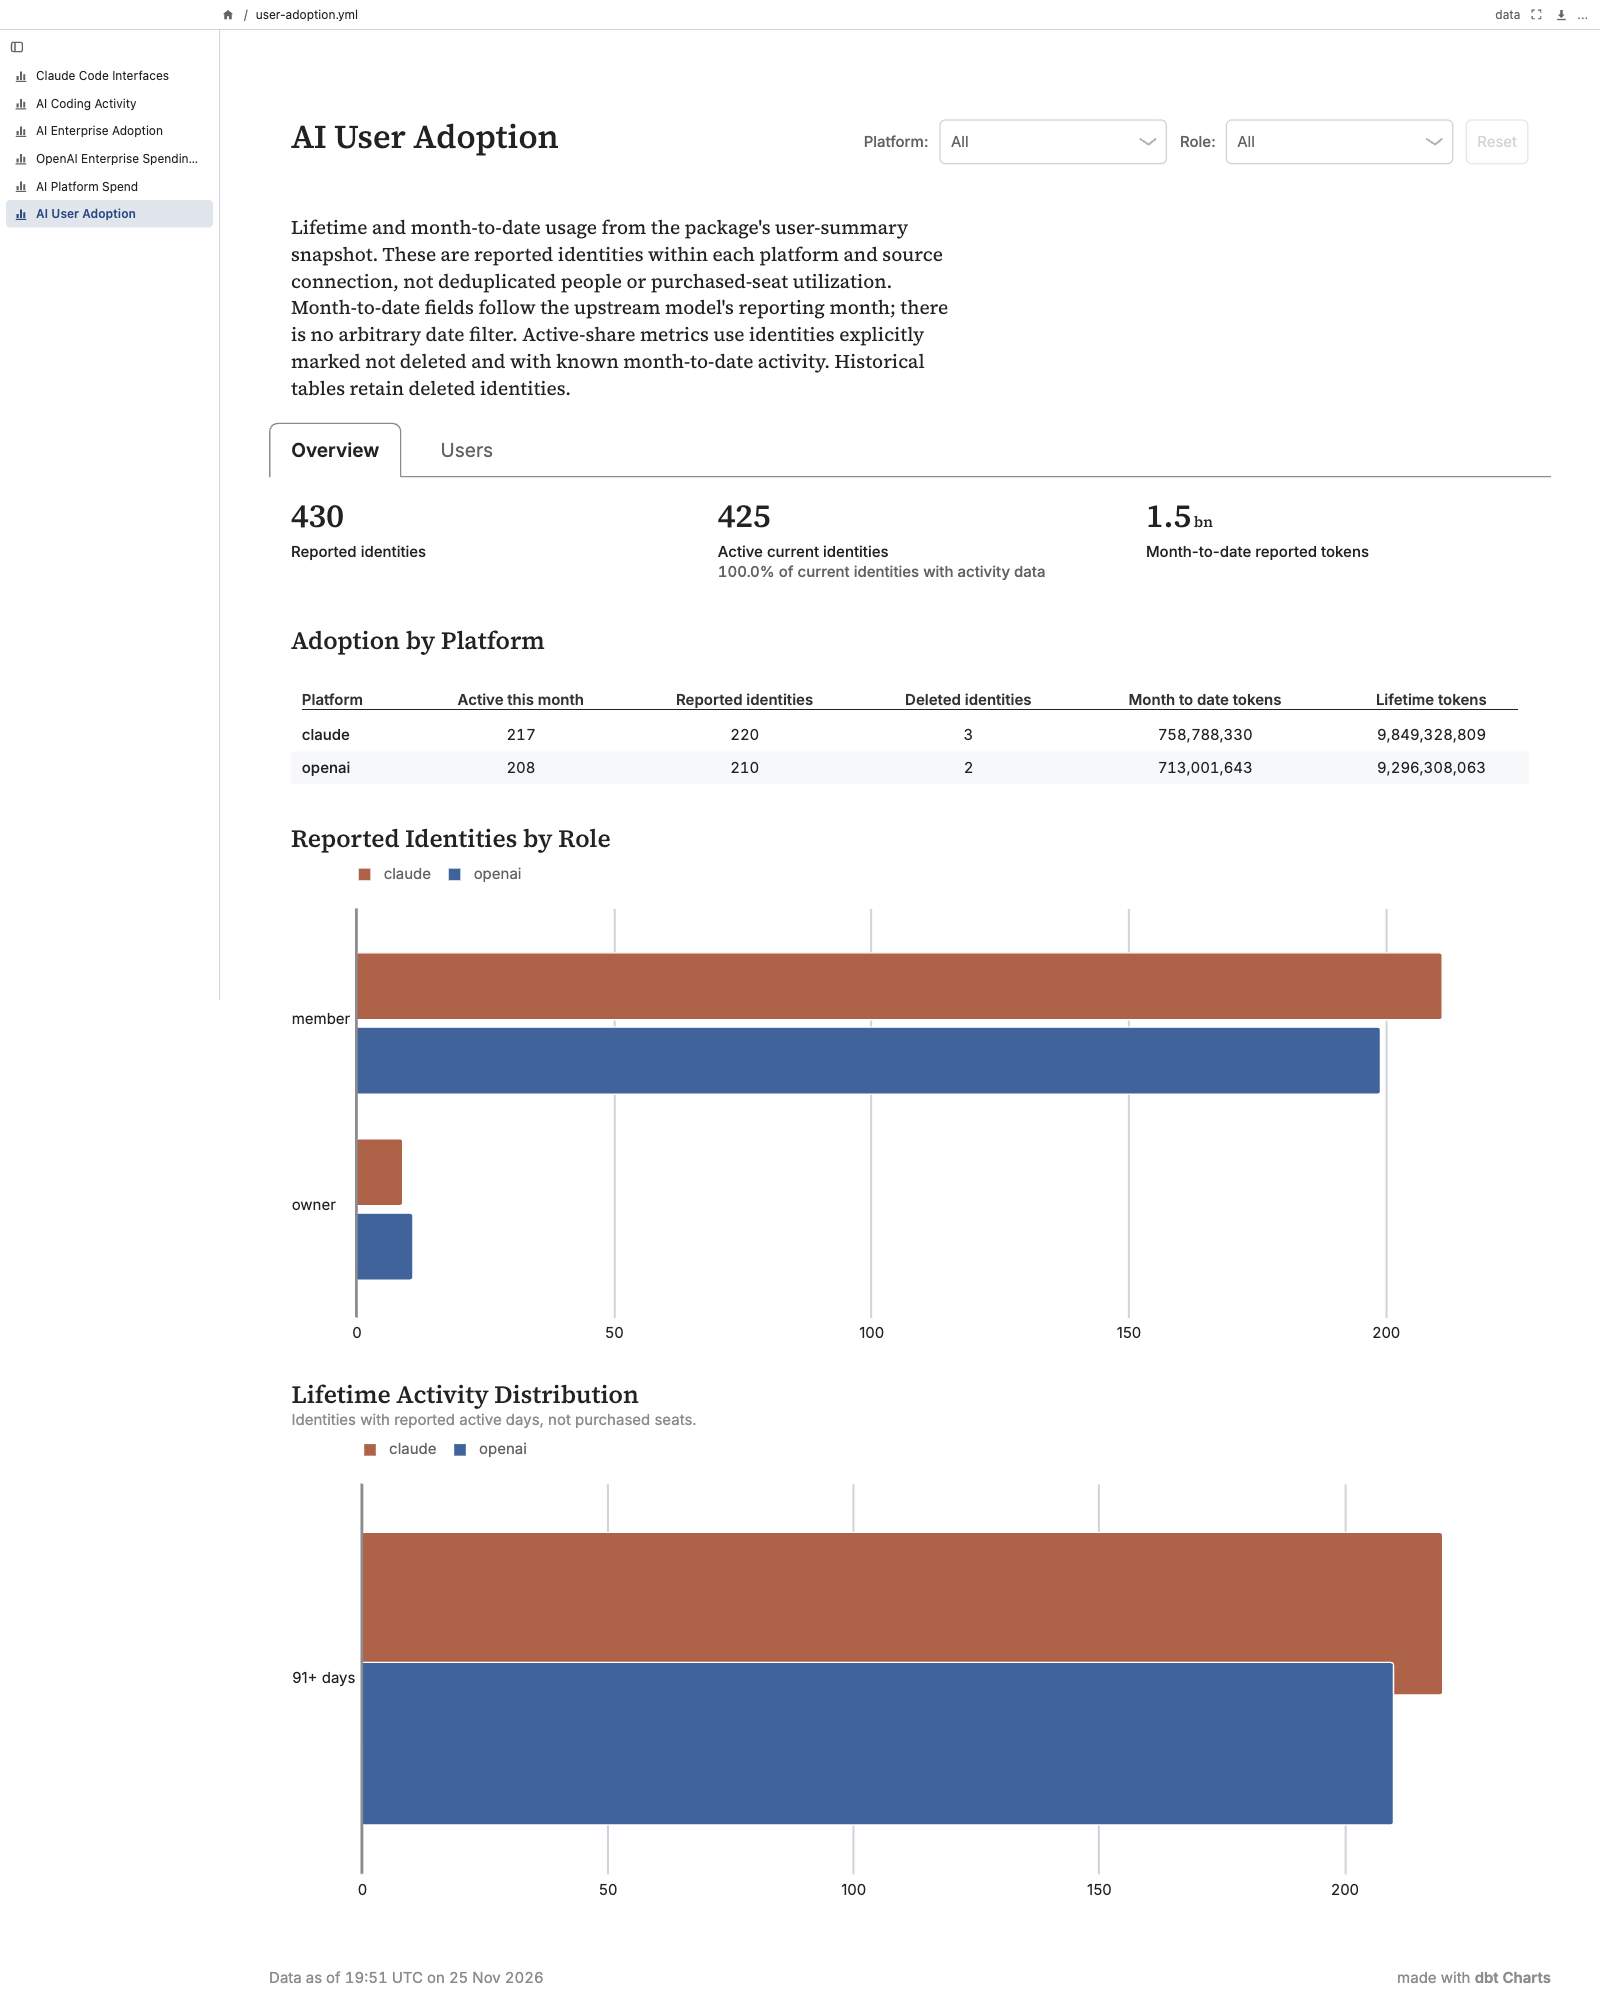 / user-adoption.yml
data ...
Claude Code Interfaces
AI Coding Activity
AI Enterprise Adoption
OpenAI Enterprise Spendin...
AI Platform Spend
AI User Adoption
AI User Adoption
Platform: All Role: All Reset
Lifetime and month-to-date usage from the package's user-summary
snapshot. These are reported identities within each platform and source
connection, not deduplicated people or purchased-seat utilization.
Month-to-date fields follow the upstream model's reporting month; there
is no arbitrary date filter. Active-share metrics use identities explicitly
marked not deleted and with known month-to-date activity. Historical
tables retain deleted identities.
Overview Users
430
Reported identities
425
Active current identities
100.0% of current identities with activity data
1.5 bn
Month-to-date reported tokens
Adoption by Platform
Platform Active this month Reported identities Deleted identities Month to date tokens Lifetime tokens
claude 217 220 3 758,788,330 9,849,328,809
openai 208 210 2 713,001,643 9,296,308,063
Reported Identities by Role
claude openai
member
owner
0 50 100 150 200
Lifetime Activity Distribution
Identities with reported active days, not purchased seats.
claude openai
91+ days
0 50 100 150 200
Data as of 19:51 UTC on 25 Nov 2026
made with dbt Charts